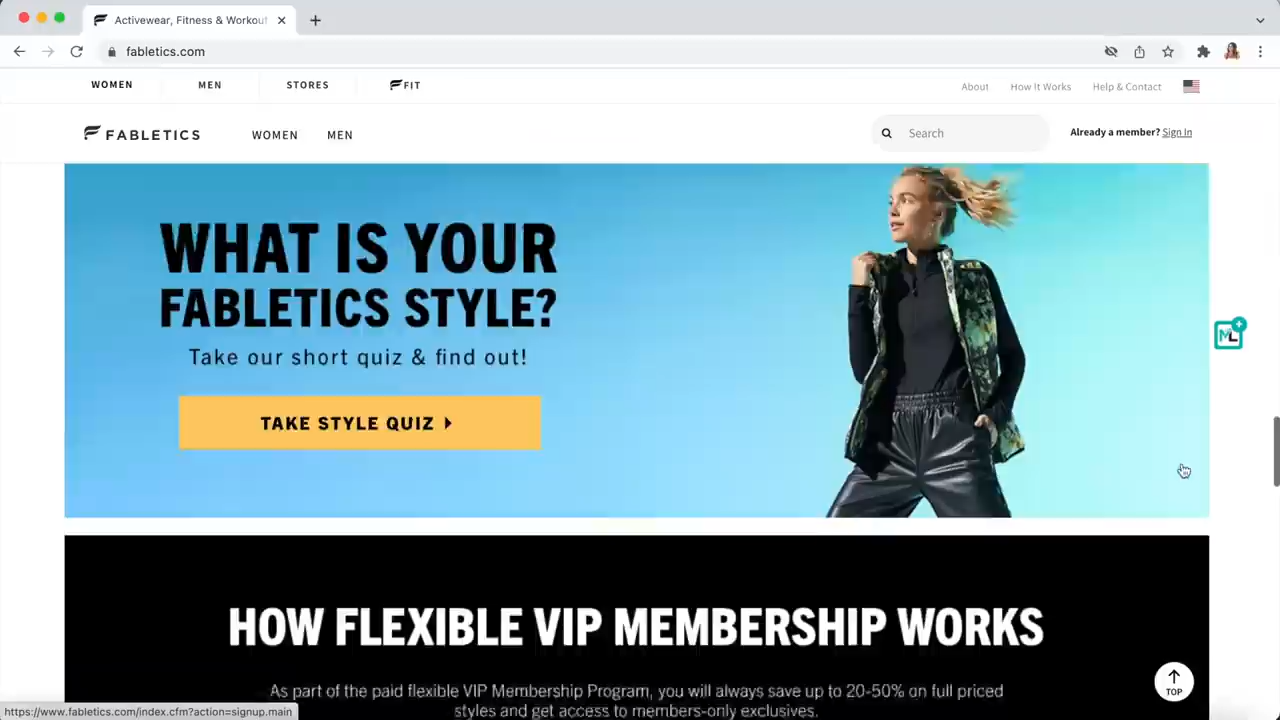 Activewear, Fitness & Workout
fabletics.com
WOMEN MEN STORES FIT
About How It Works Help & Contact
FABLETICS WOMEN MEN
Search
Already a member? Sign In
WHAT IS YOUR
FABLETICS STYLE?
Take our short quiz & find out!
TAKE STYLE QUIZ
ML
HOW FLEXIBLE VIP MEMBERSHIP WORKS
As part of the paid flexible VIP Membership Program, you will always save up to 20-50% on full priced
styles and get access to members-only exclusives.
TOP
https://www.fabletics.com/index.cfm?action=signup.main